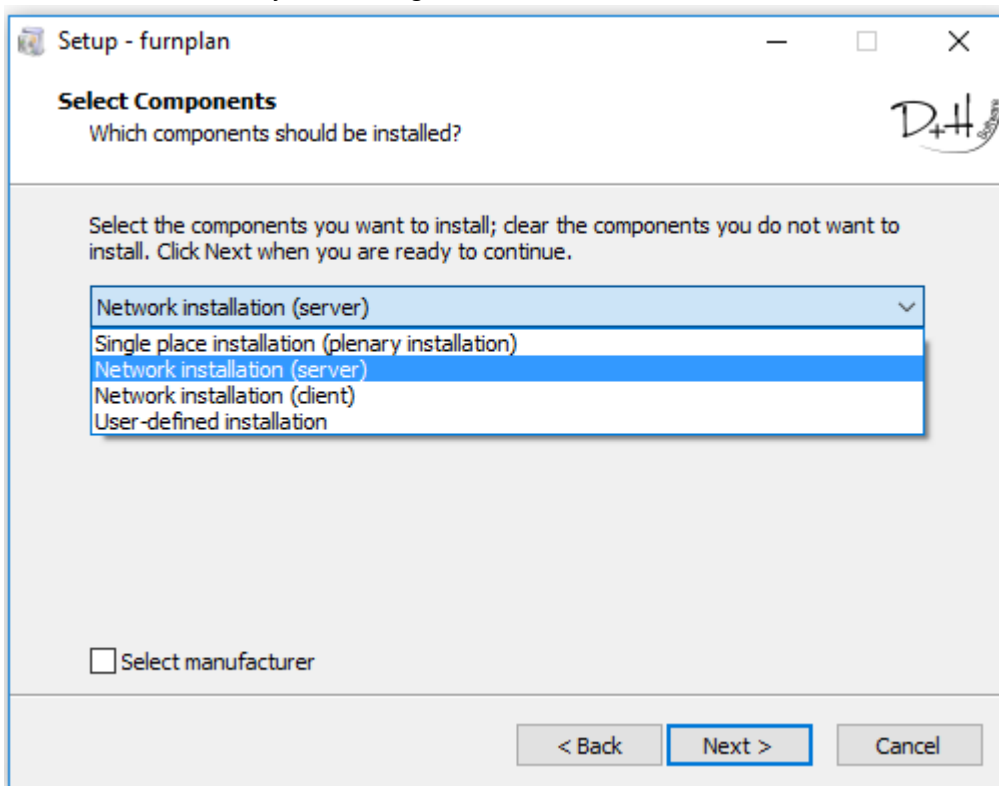 Setup - furnplan
Select Components
Which components should be installed?
D+H Software
Select the components you want to install; clear the components you do not want to
install. Click Next when you are ready to continue.
Network installation (server)
Single place installation (plenary installation)
Network installation (server)
Network installation (client)
User-defined installation
Select manufacturer
< Back
Next >
Cancel